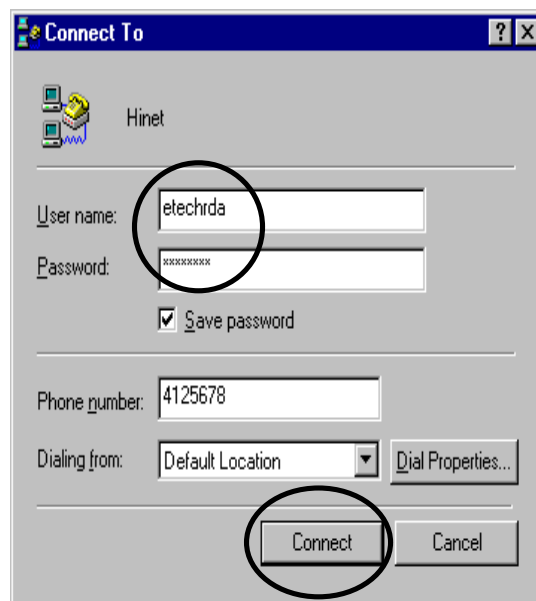 Connect To
Hinet
User name: etechrda
Password: ********
Save password
Phone number: 4125678
Dialing from: Default Location Dial Properties...
Connect Cancel